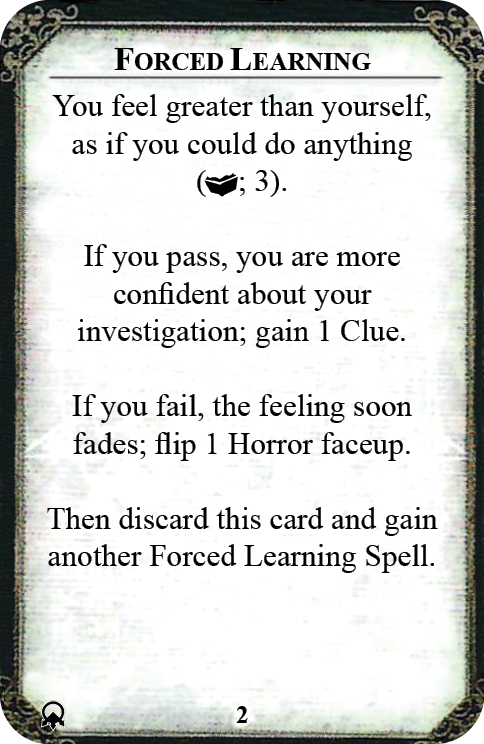 FORCED LEARNING
You feel greater than yourself,
as if you could do anything
(; 3).
If you pass, you are more
confident about your
investigation; gain 1 Clue.
If you fail, the feeling soon
fades; flip 1 Horror faceup.
Then discard this card and gain
another Forced Learning Spell.
2